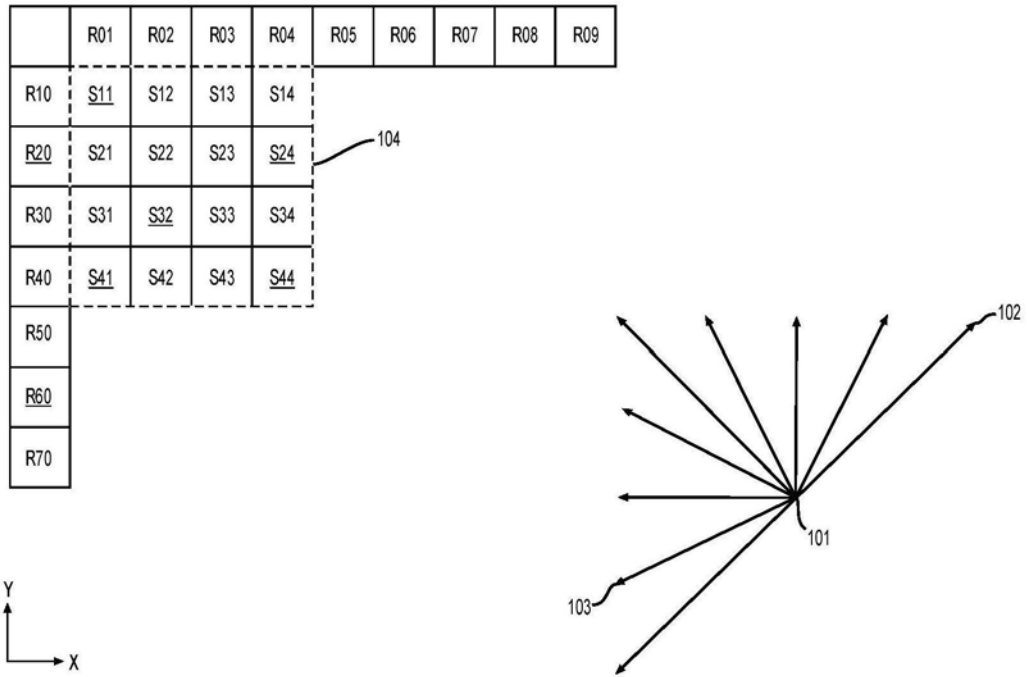 R01 R02 R03 R04 R05 R06 R07 R08 R09
R10 S11 S12 S13 S14
104
R20 S21 S22 S23 S24
R30 S31 S32 S33 S34
R40 S41 S42 S43 S44
R50
102
R60
R70
101
103
Y
X